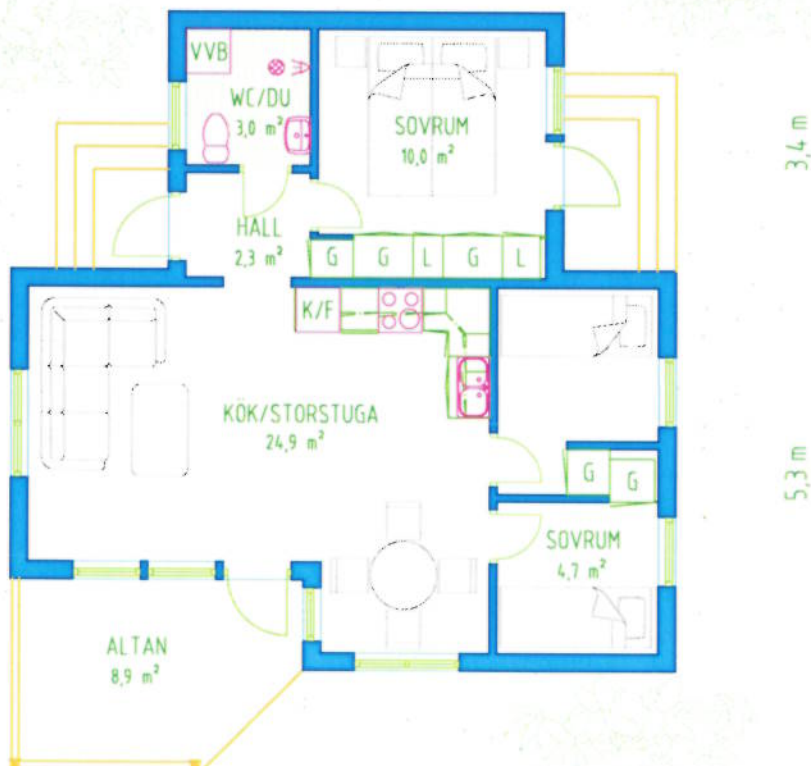 VVB
WC/DU
3,0 m²
SOVRUM
10,0 m²
3,4 m
HALL
2,3 m²
G G L G L
K/F
KÖK/STORSTUGA
24,9 m²
G
G
5,3 m
SOVRUM
4,7 m²
ALTAN
8,9 m²